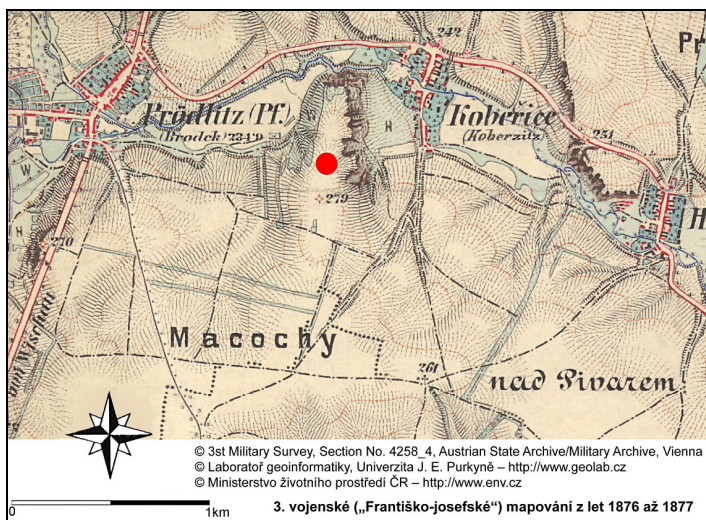 242
Pr
Prödlitz (Pf.)
(Brodek) 234·9
W
H
H
Kobeřice
(Koberzitz)
251
W
279
H
H
270
Macochy
261
nad Pivarem
© 3st Military Survey, Section No. 4258_4, Austrian State Archive/Military Archive, Vienna
© Laboratoř geoinformatiky, Univerzita J. E. Purkyně – http://www.geolab.cz
© Ministerstvo životního prostředí ČR – http://www.env.cz
0 1km
3. vojenské („Františko-josefské“) mapování z let 1876 až 1877